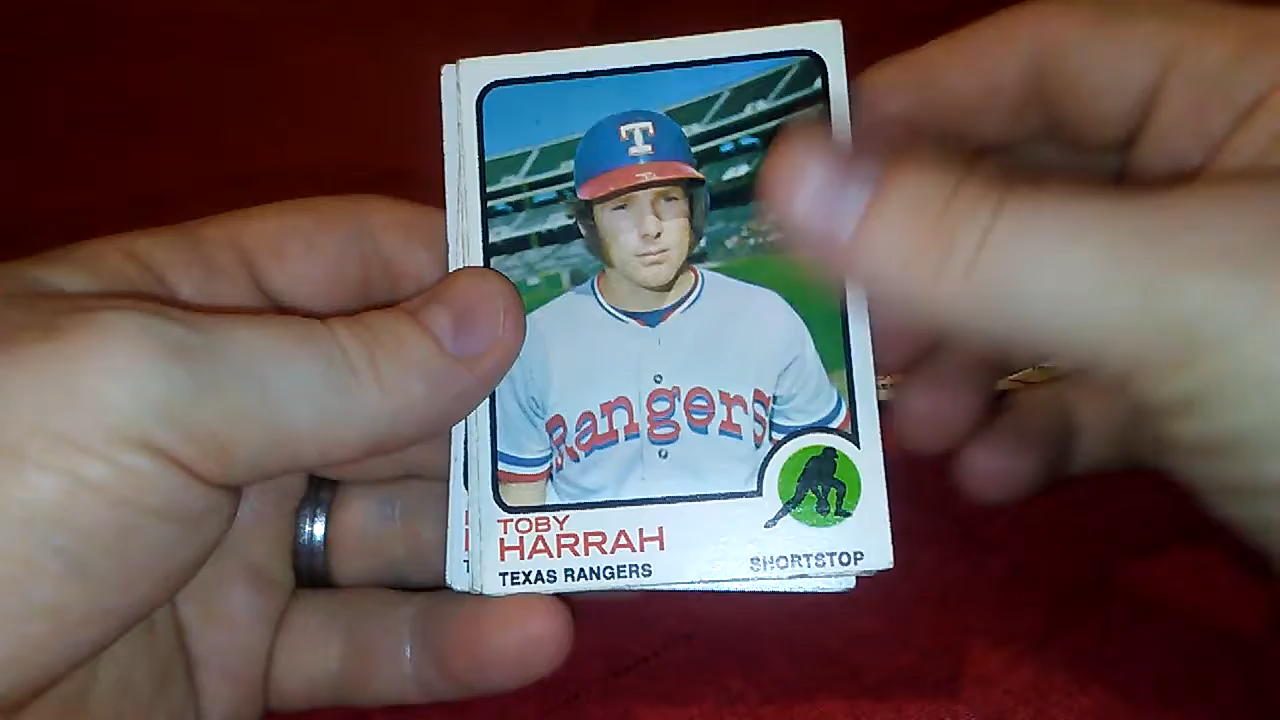 T
Rangers
TOBY
HARRAH
TEXAS RANGERS
SHORTSTOP